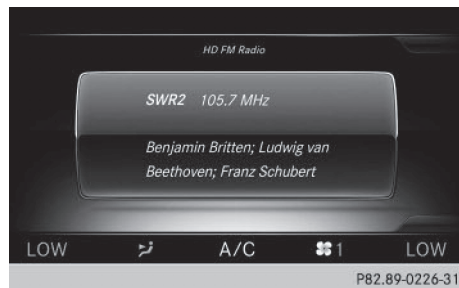 HD FM Radio
SWR2 105.7 MHz
Benjamin Britten; Ludwig van
Beethoven; Franz Schubert
LOW A/C 1 LOW
P82.89-0226-31